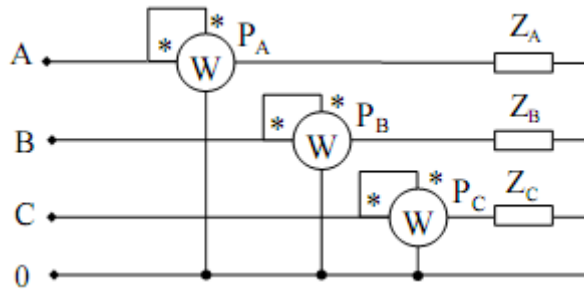 * P_A Z_A
A * W
* P_B Z_B
B * W
* P_C Z_C
C * W
0